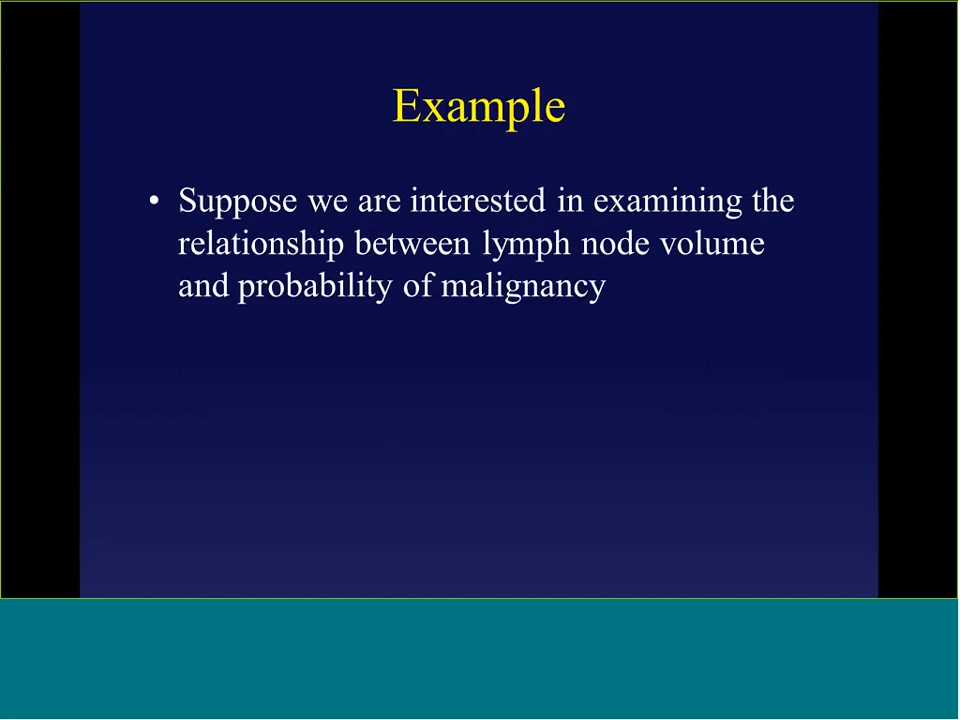 Example
• Suppose we are interested in examining the
relationship between lymph node volume
and probability of malignancy